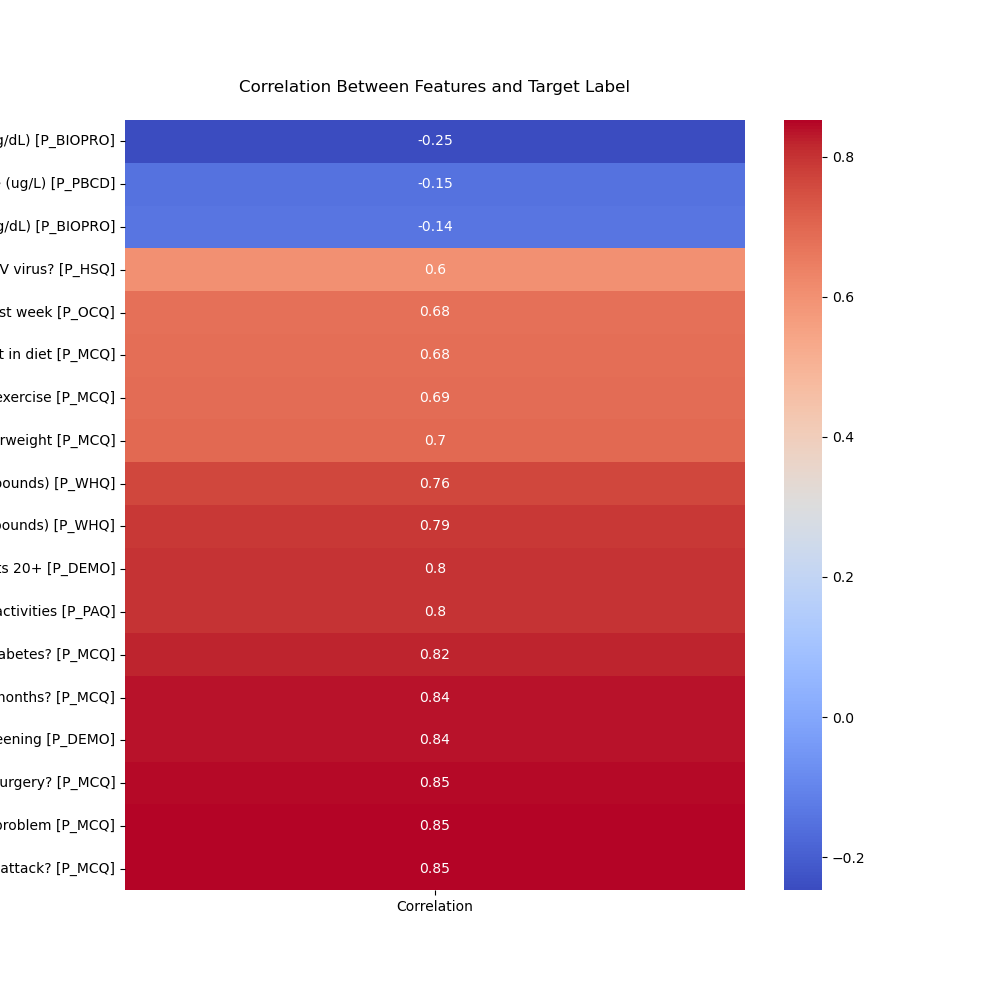 Correlation Between Features and Target Label
g/dL) [P_BIOPRO]
-0.25
(ug/L) [P_PBCD]
-0.15
g/dL) [P_BIOPRO]
-0.14
V virus? [P_HSQ]
0.6
st week [P_OCQ]
0.68
t in diet [P_MCQ]
0.68
exercise [P_MCQ]
0.69
rweight [P_MCQ]
0.7
pounds) [P_WHQ]
0.76
pounds) [P_WHQ]
0.79
ts 20+ [P_DEMO]
0.8
activities [P_PAQ]
0.8
abetes? [P_MCQ]
0.82
months? [P_MCQ]
0.84
eening [P_DEMO]
0.84
surgery? [P_MCQ]
0.85
problem [P_MCQ]
0.85
attack? [P_MCQ]
0.85
Correlation
0.8
0.6
0.4
0.2
0.0
−0.2